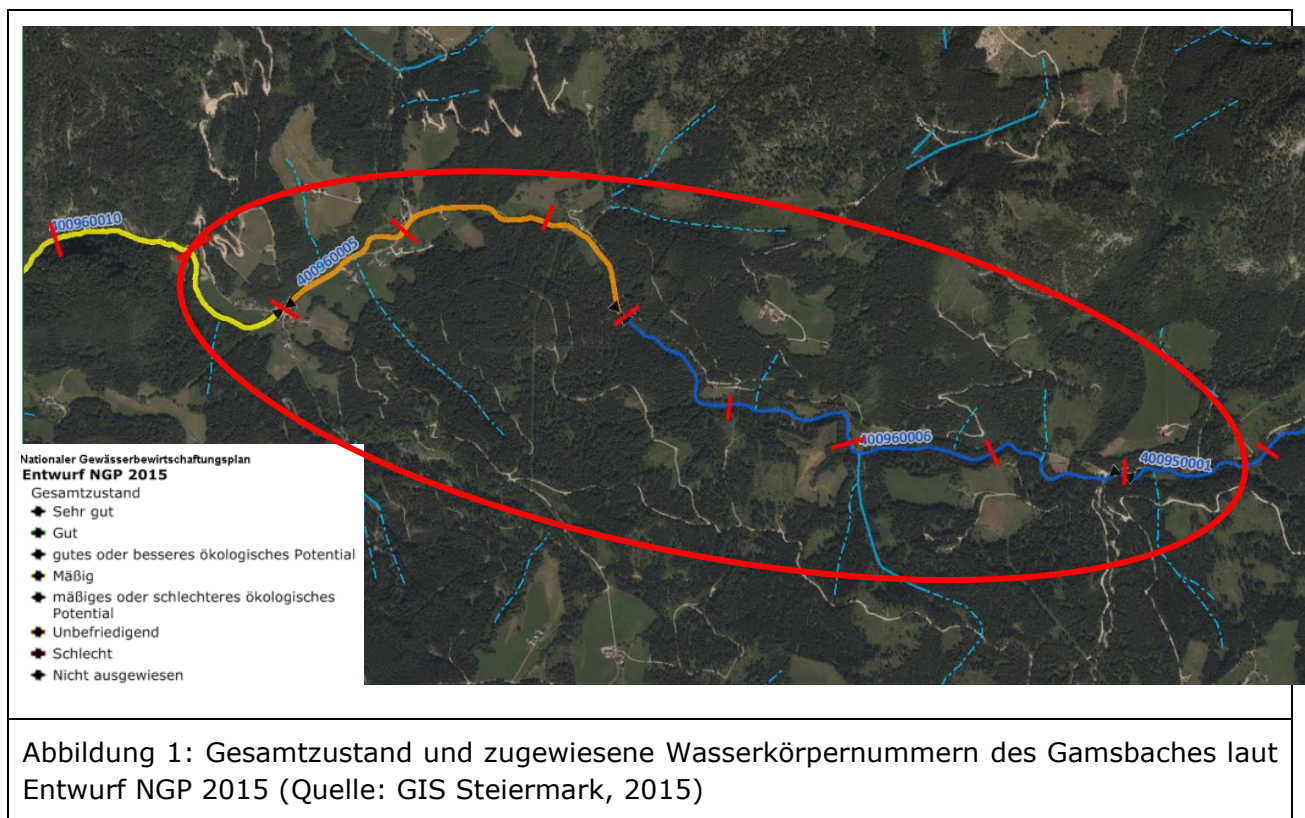 400960010
400960005
400960006
400950001
Nationaler Gewässerbewirtschaftungsplan
Entwurf NGP 2015
Gesamtzustand
Sehr gut
Gut
gutes oder besseres ökologisches Potential
Mäßig
mäßiges oder schlechteres ökologisches
Potential
Unbefriedigend
Schlecht
Nicht ausgewiesen
Abbildung 1: Gesamtzustand und zugewiesene Wasserkörpernummern des Gamsbaches laut
Entwurf NGP 2015 (Quelle: GIS Steiermark, 2015)